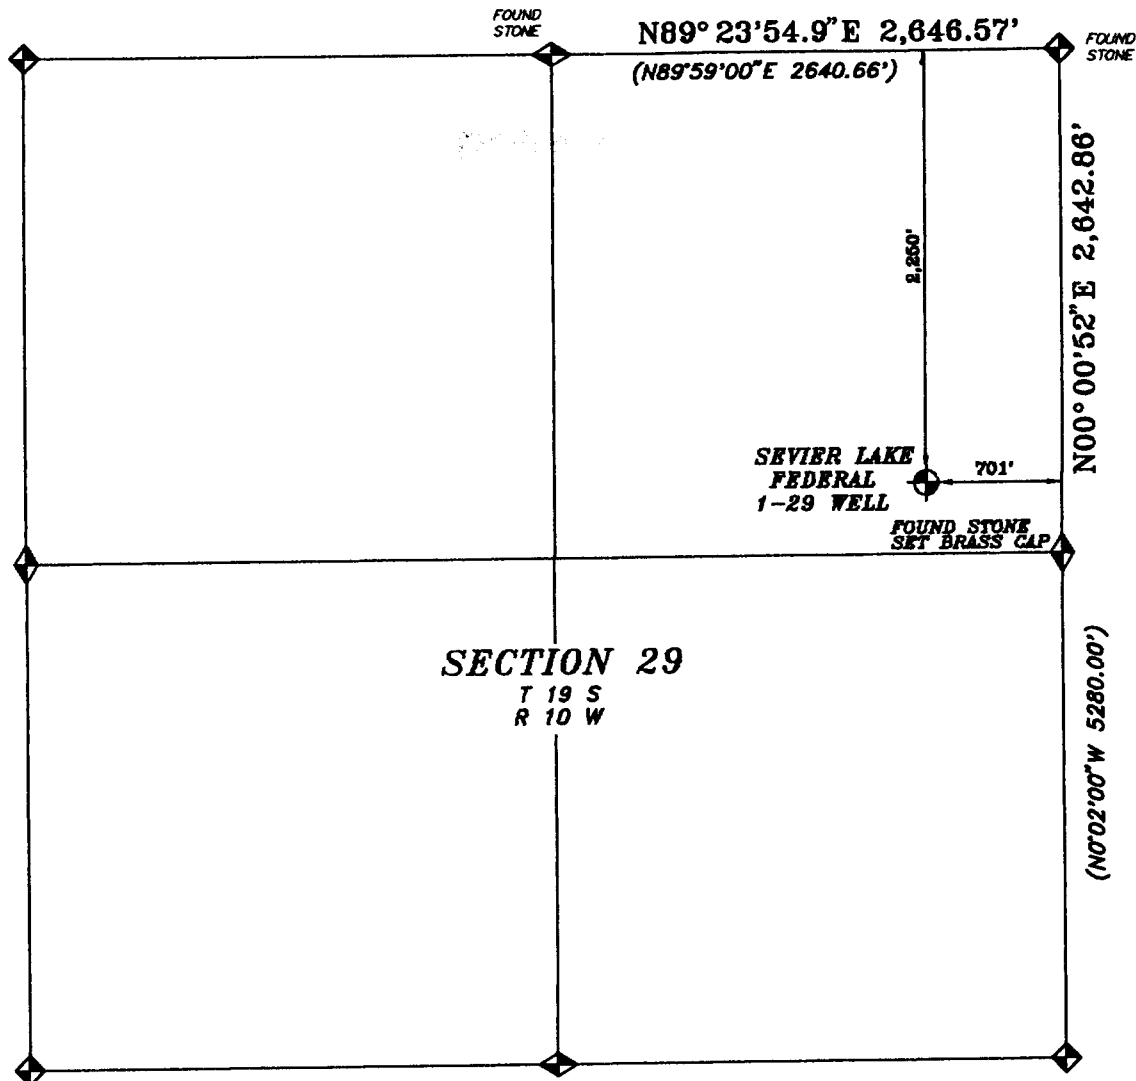 FOUND
STONE
N89° 23'54.9"E 2,646.57'
(N89°59'00"E 2640.66')
FOUND
STONE
N00° 00'52"E 2,642.86'
2,250'
SEVIER LAKE
FEDERAL
1-29 WELL
701'
FOUND STONE
SET BRASS CAP
SECTION 29
T 19 S
R 10 W
(N0°02'00"W 5280.00')